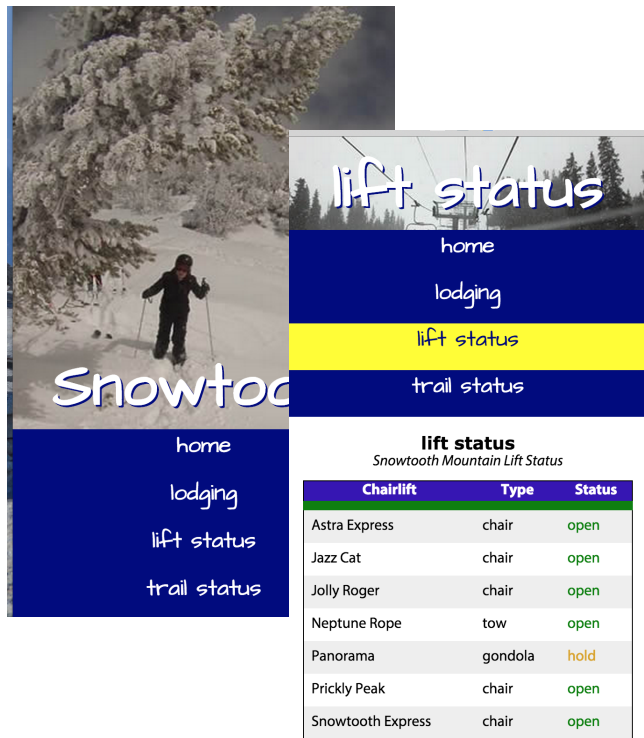 Snowtoo
home
lodging
lift status
trail status
lift status
home
lodging
lift status
trail status
lift status
Snowtooth Mountain Lift Status
Chairlift Type Status
Astra Express chair open
Jazz Cat chair open
Jolly Roger chair open
Neptune Rope tow open
Panorama gondola hold
Prickly Peak chair open
Snowtooth Express chair open